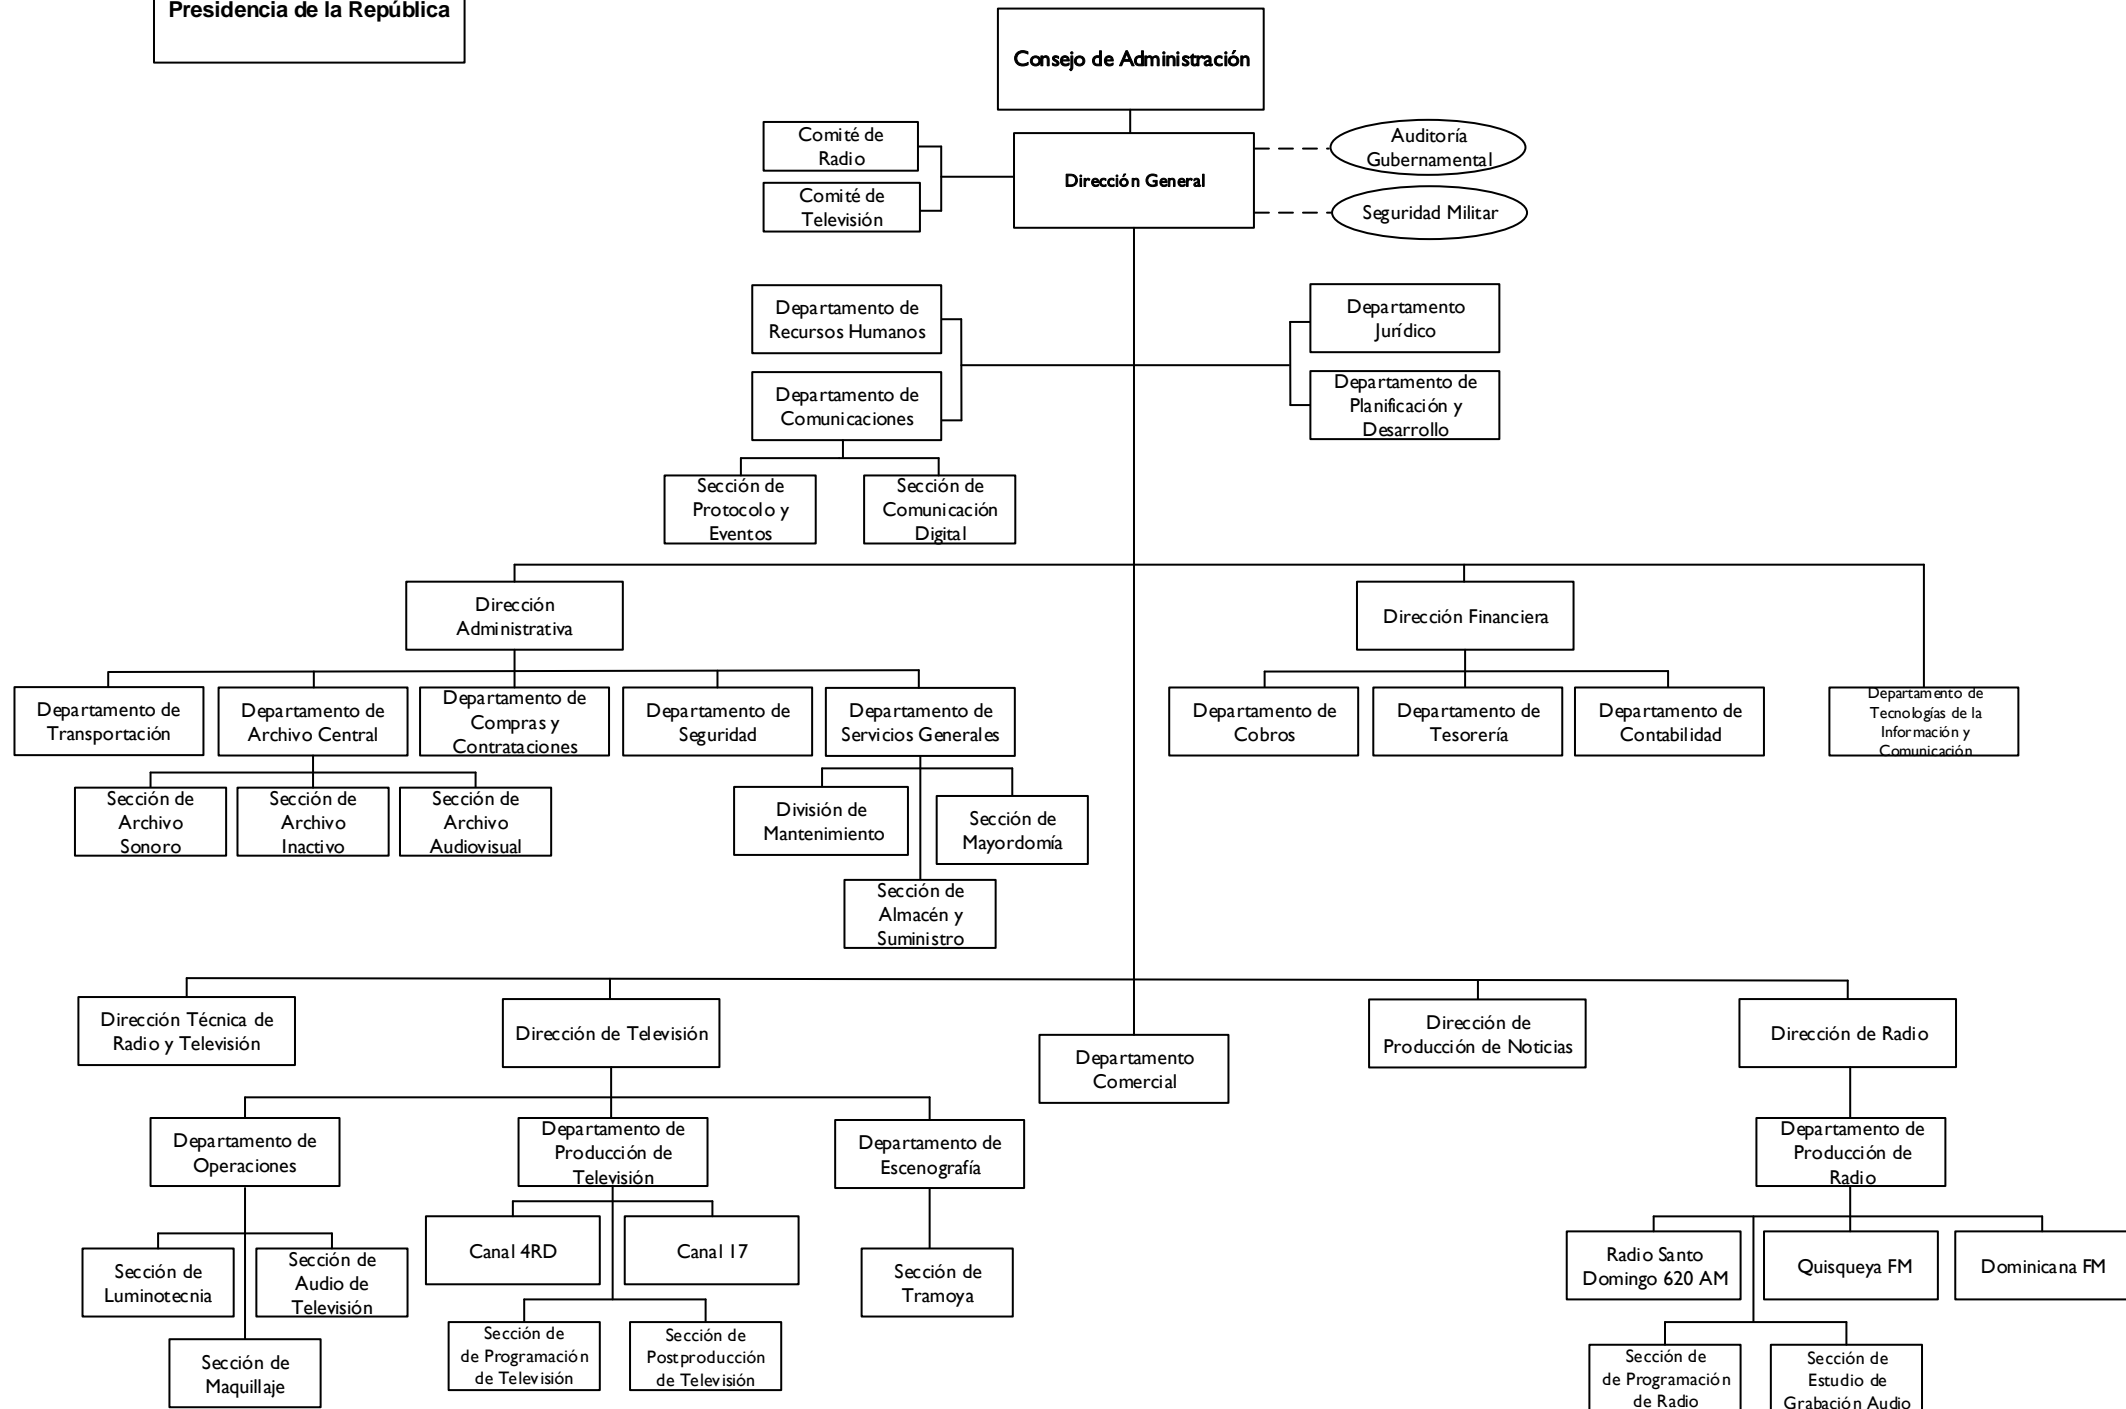 Presidencia de la República
Consejo de Administración
Comité de
Radio
Comité de
Televisión
Dirección General
Auditoría
Gubernamental
Seguridad Militar
Departamento de
Recursos Humanos
Departamento
Jurídico
Departamento de
Comunicaciones
Departamento de
Planificación y
Desarrollo
Sección de
Protocolo y
Eventos
Sección de
Comunicación
Digital
Dirección
Administrativa
Dirección Financiera
Departamento de
Transportación
Departamento de
Archivo Central
Departamento de
Compras y
Contrataciones
Departamento de
Seguridad
Departamento de
Servicios Generales
Departamento de
Cobros
Departamento de
Tesorería
Departamento de
Contabilidad
Departamento de
Tecnologías de la
Información y
Comunicación
Sección de
Archivo
Sonoro
Sección de
Archivo
Inactivo
Sección de
Archivo
Audiovisual
División de
Mantenimiento
Sección de
Mayordomía
Sección de
Almacén y
Suministro
Dirección Técnica de
Radio y Televisión
Dirección de Televisión
Departamento
Comercial
Dirección de
Producción de Noticias
Dirección de Radio
Departamento de
Operaciones
Departamento de
Producción de
Televisión
Departamento de
Escenografía
Departamento de
Producción de
Radio
Sección de
Luminotecnia
Sección de
Audio de
Televisión
Canal 4RD
Canal 17
Sección de
Tramoya
Radio Santo
Domingo 620 AM
Quisqueya FM
Dominicana FM
Sección de
Maquillaje
Sección de
de Programación
de Televisión
Sección de
Postproducción
de Televisión
Sección de
de Programación
de Radio
Sección de
Estudio de
Grabación Audio